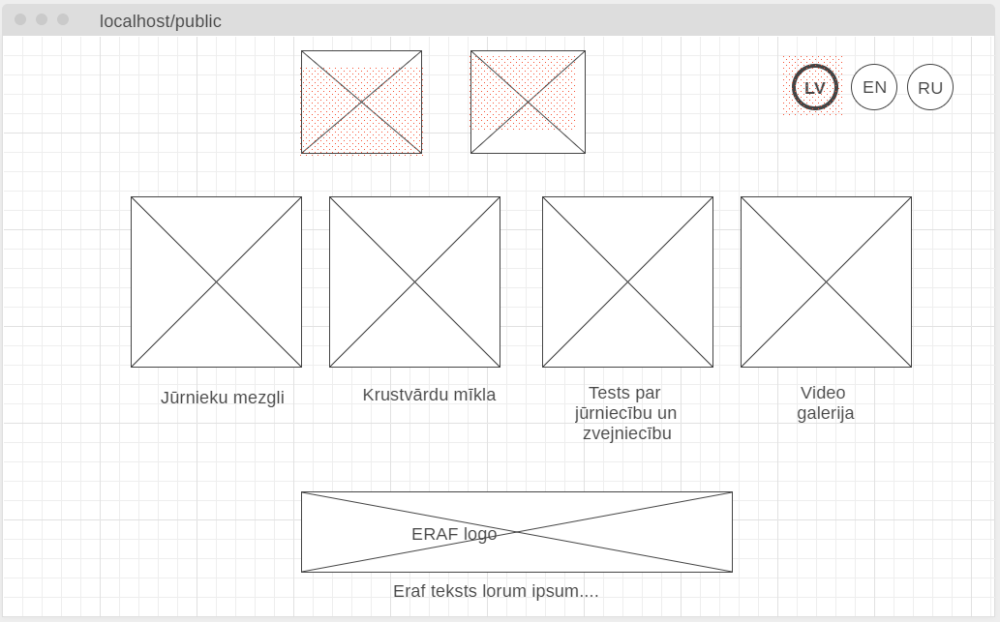 localhost/public
LV
EN
RU
Jūrnieku mezgli
Krustvārdu mīkla
Tests par
jūrniecību un
zvejniecību
Video
galerija
ERAF logo
Eraf teksts lorum ipsum....